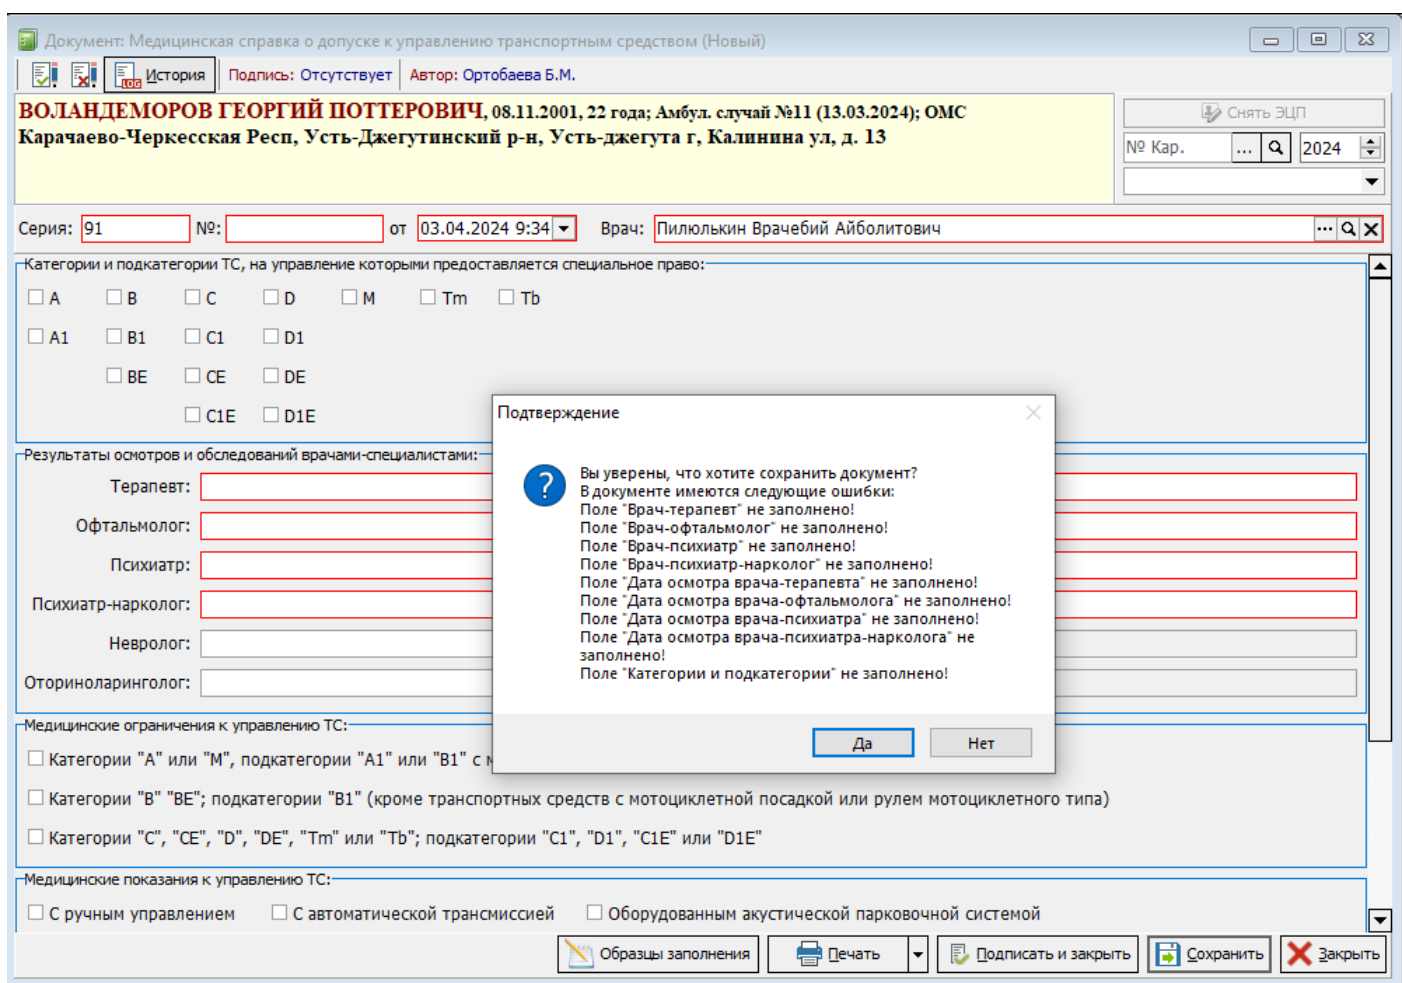 Документ: Медицинская справка о допуске к управлению транспортным средством (Новый)
LOG История Подпись: Отсутствует Автор: Ортобаева Б.М.
ВОЛАНДЕМОРОВ ГЕОРГИЙ ПОТТЕРОВИЧ, 08.11.2001, 22 года; Амбул. случай №11 (13.03.2024); ОМС
Карачаево-Черкесская Респ, Усть-Джегутинский р-н, Усть-джегута г, Калинина ул, д. 13
Снять ЭЦП
№ Кар. ... 2024
Серия: 91 №: от 03.04.2024 9:34 Врач: Пилюлькин Врачебий Айболитович ...
Категории и подкатегории ТС, на управление которыми предоставляется специальное право:
A B C D M Tm Tb
A1 B1 C1 D1
BE CE DE
C1E D1E
Результаты осмотров и обследований врачами-специалистами:
Терапевт:
Офтальмолог:
Психиатр:
Психиатр-нарколог:
Невролог:
Оториноларинголог:
Подтверждение
Вы уверены, что хотите сохранить документ?
В документе имеются следующие ошибки:
Поле "Врач-терапевт" не заполнено!
Поле "Врач-офтальмолог" не заполнено!
Поле "Врач-психиатр" не заполнено!
Поле "Врач-психиатр-нарколог" не заполнено!
Поле "Дата осмотра врача-терапевта" не заполнено!
Поле "Дата осмотра врача-офтальмолога" не заполнено!
Поле "Дата осмотра врача-психиатра" не заполнено!
Поле "Дата осмотра врача-психиатра-нарколога" не
заполнено!
Поле "Категории и подкатегории" не заполнено!
Да Нет
Медицинские ограничения к управлению ТС:
Категории "A" или "M", подкатегории "A1" или "B1" с
Категории "B" "BE"; подкатегории "B1" (кроме транспортных средств с мотоциклетной посадкой или рулем мотоциклетного типа)
Категории "C", "CE", "D", "DE", "Tm" или "Tb"; подкатегории "C1", "D1", "C1E" или "D1E"
Медицинские показания к управлению ТС:
С ручным управлением С автоматической трансмиссией Оборудованным акустической парковочной системой
Образцы заполнения Печать Подписать и закрыть Сохранить Закрыть